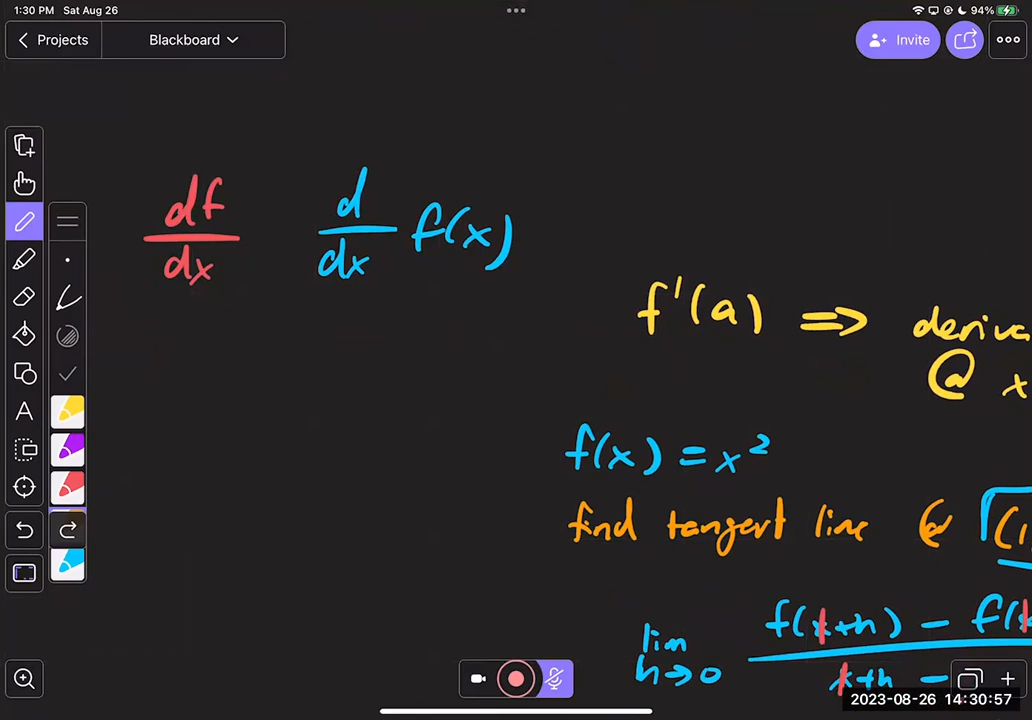 1:30 PM Sat Aug 26
94%
Projects
Blackboard
Invite
df/dx
d/dx f(x)
f'(a) ⇒
@ x
f(x) = x²
find tangent line @
lim h→0
f(x+h) − f(
x+h −
A
2023-08-26 14:30:57